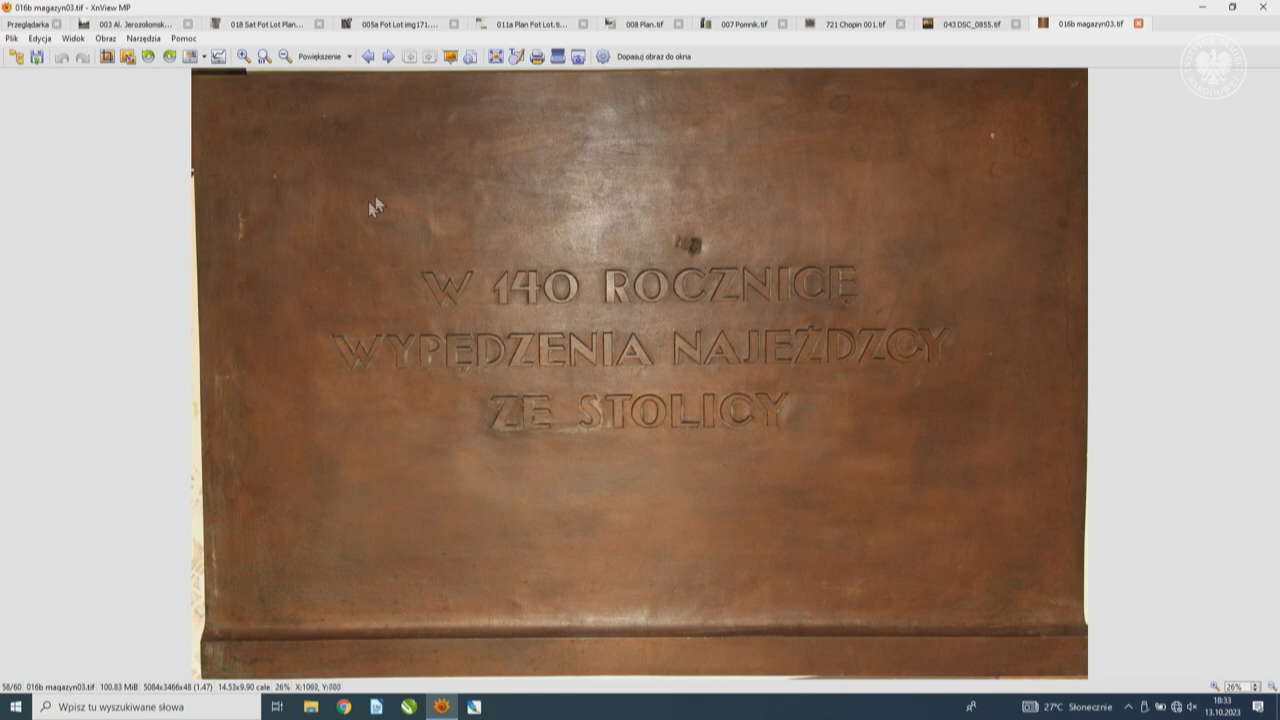 016b magazyn03.tif - XnView MP
Przeglądarka
003 Al. Jerozolimsk...
018 Sat Fot Lot Plan...
005a Fot Lot img171....
011a Plan Fot Lot.ti...
008 Plan.tif
007 Pomnik.tif
721 Chopin 001.tif
043 DSC_0855.tif
016b magazyn03.tif
Plik Edycja Widok Obraz Narzędzia Pomoc
Powiększenie
Dopasuj obraz do okna
W 140 ROCZNICĘ
WYPĘDZENIA NAJEŹDZCY
ZE STOLICY
58/60 016b magazyn03.tif 100.83 MiB 5084x3466x48 (1.47) 14.53x9.90 cale 26% X:1060, Y:800
26%
Wpisz tu wyszukiwane słowa
27°C Słonecznie
18:33
13.10.2023